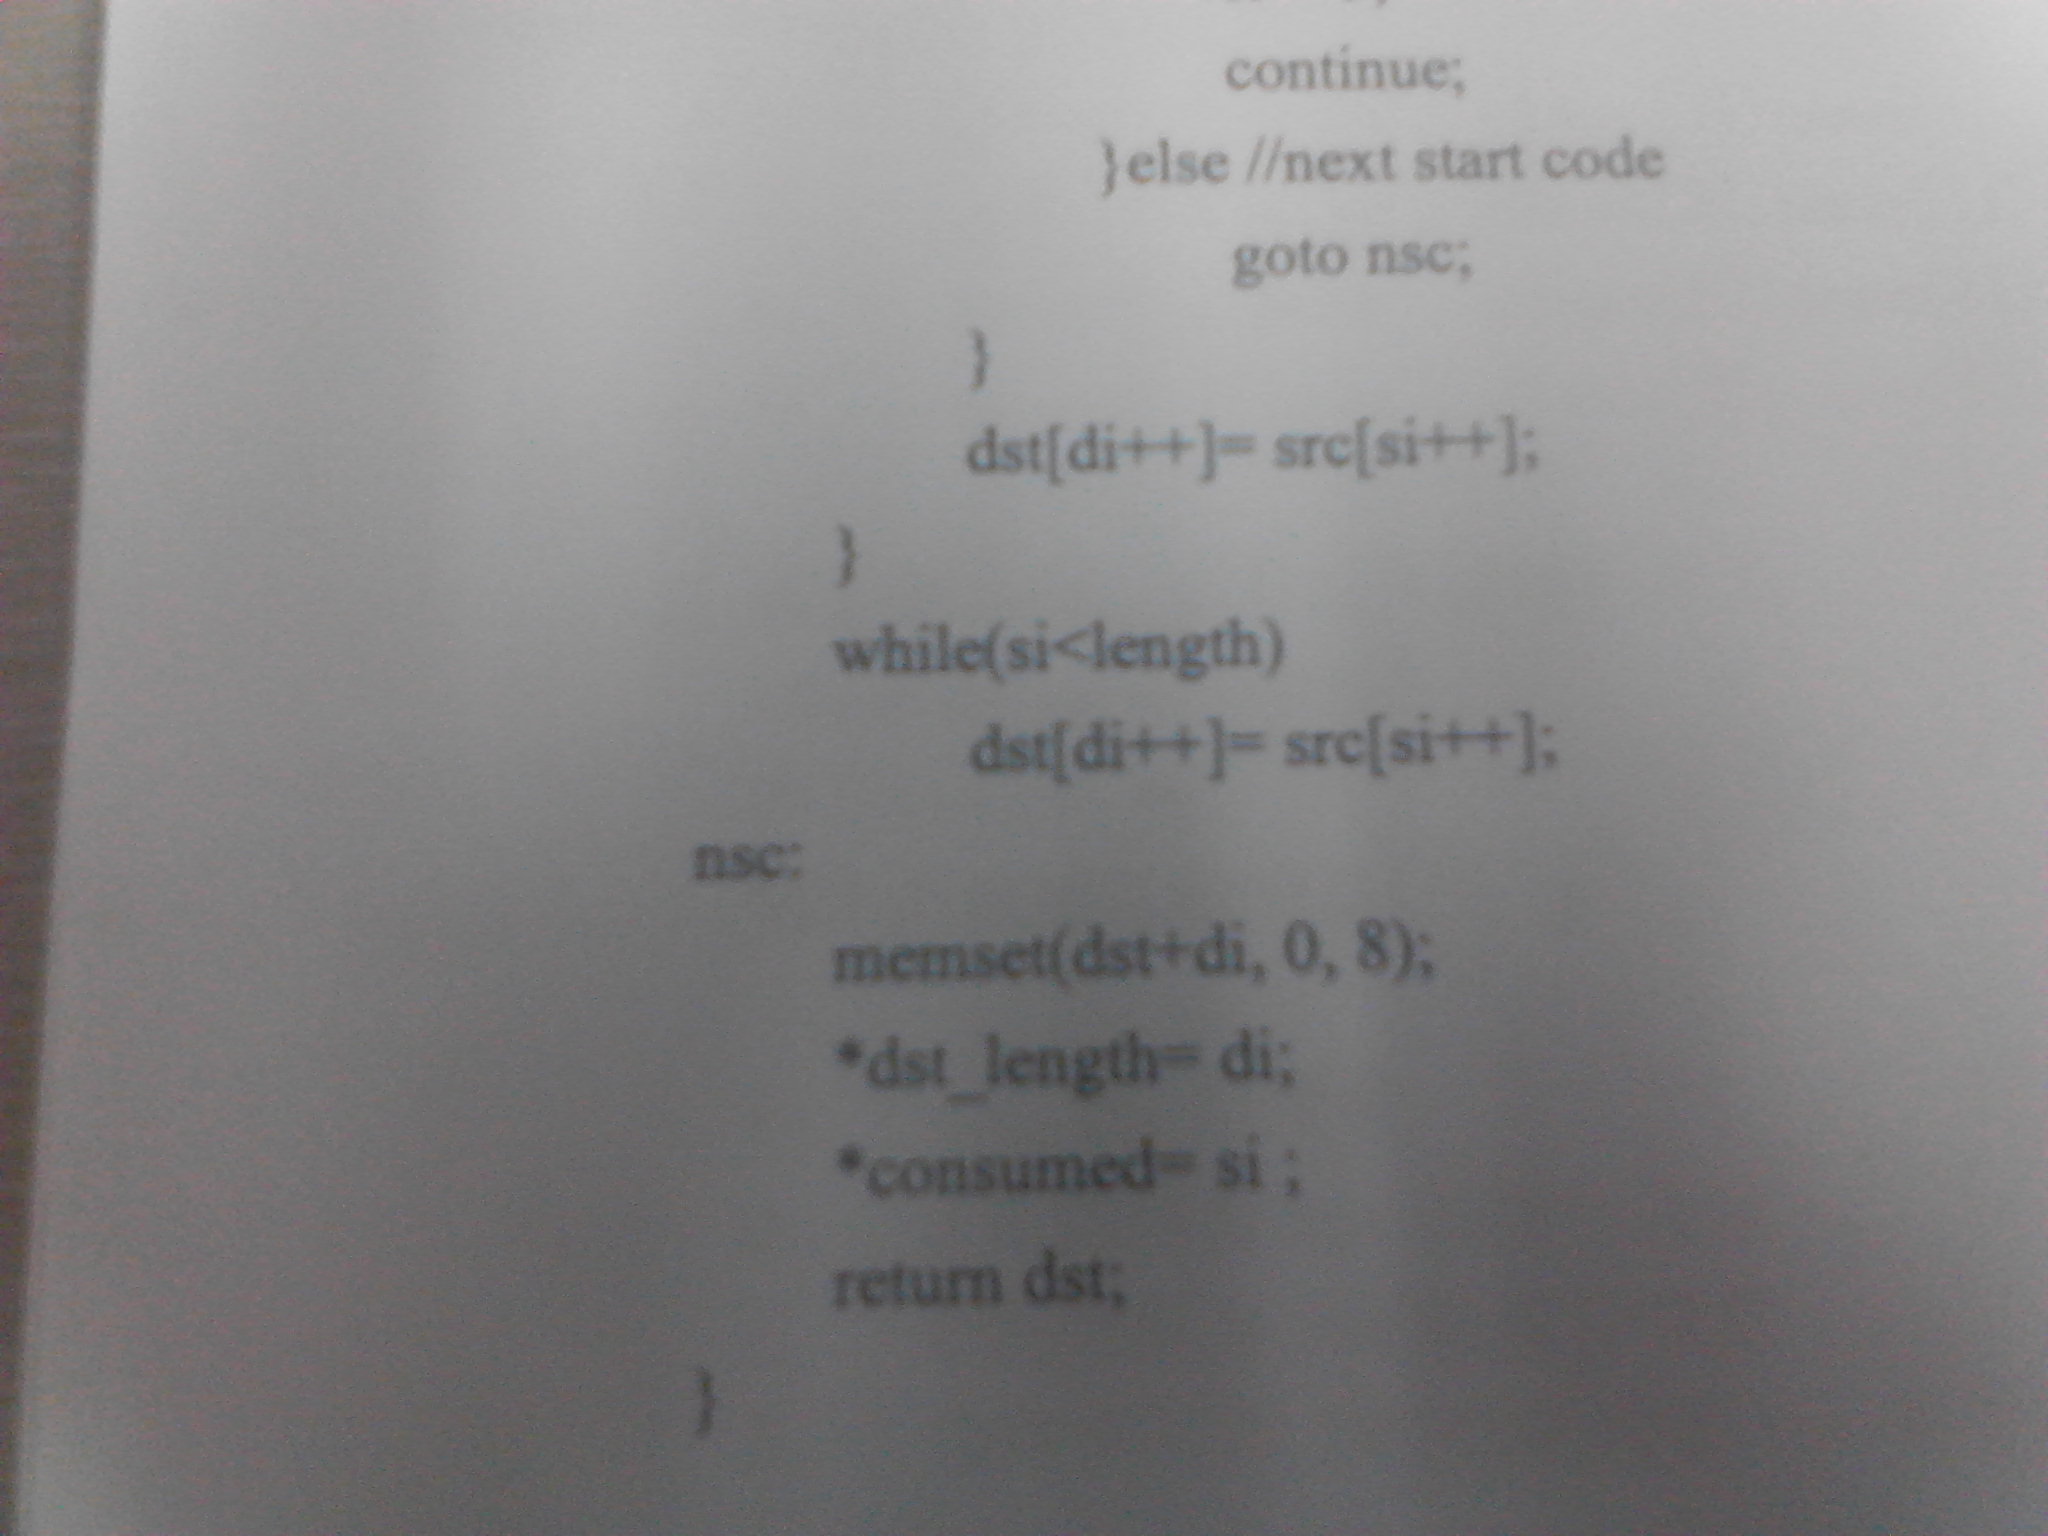 continue;
}else //next start code
goto nsc;
}
dst[di++]= src[si++];
}
while(si<length)
dst[di++]= src[si++];
nsc:
memset(dst+di, 0, 8);
*dst_length= di;
*consumed= si ;
return dst;
}